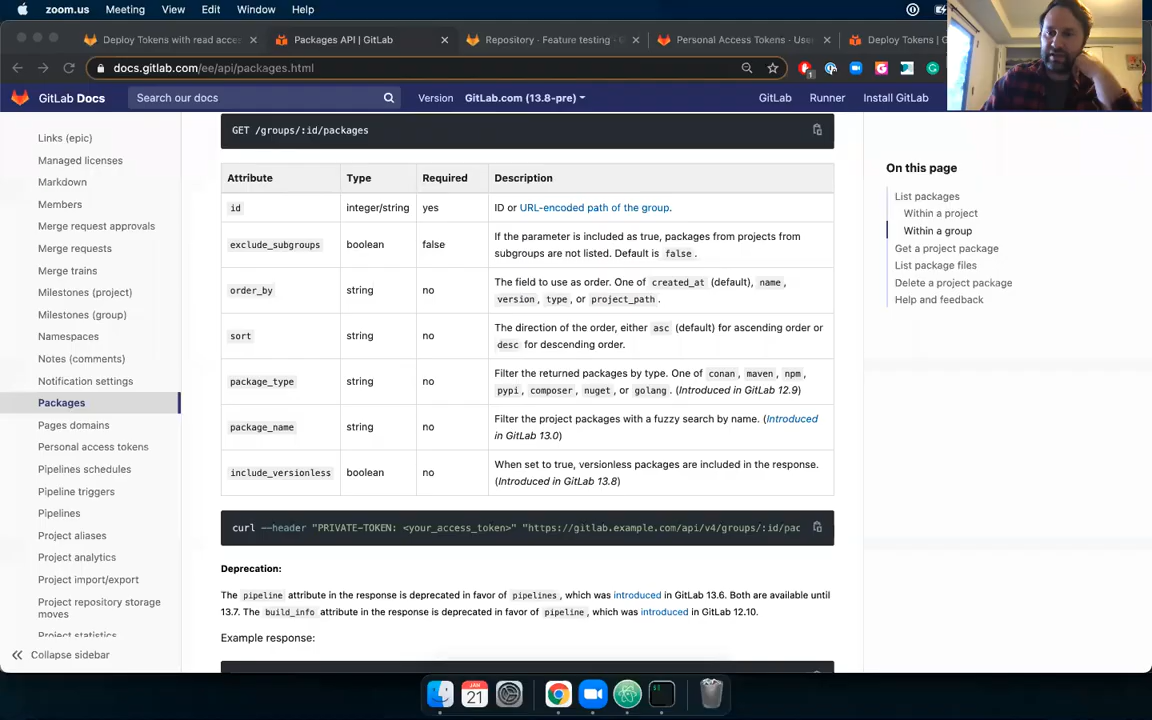 zoom.us Meeting View Edit Window Help
Deploy Tokens with read acces
Packages API | GitLab
Repository · Feature testing ·
Personal Access Tokens · Use
Deploy Tokens | G
docs.gitlab.com/ee/api/packages.html
1
GitLab Docs
Search our docs
Version GitLab.com (13.8-pre)
GitLab Runner Install GitLab
Links (epic)
Managed licenses
Markdown
Members
Merge request approvals
Merge requests
Merge trains
Milestones (project)
Milestones (group)
Namespaces
Notes (comments)
Notification settings
Packages
Pages domains
Personal access tokens
Pipelines schedules
Pipeline triggers
Pipelines
Project aliases
Project analytics
Project import/export
Project repository storage
moves
Project statistics
Collapse sidebar
GET /groups/:id/packages
Attribute Type Required Description
id integer/string yes ID or URL-encoded path of the group.
exclude_subgroups boolean false If the parameter is included as true, packages from projects from
subgroups are not listed. Default is false.
order_by string no The field to use as order. One of created_at (default), name,
version, type, or project_path.
sort string no The direction of the order, either asc (default) for ascending order or
desc for descending order.
package_type string no Filter the returned packages by type. One of conan, maven, npm,
pypi, composer, nuget, or golang. (Introduced in GitLab 12.9)
package_name string no Filter the project packages with a fuzzy search by name. (Introduced
in GitLab 13.0)
include_versionless boolean no When set to true, versionless packages are included in the response.
(Introduced in GitLab 13.8)
curl --header "PRIVATE-TOKEN: <your_access_token>" "https://gitlab.example.com/api/v4/groups/:id/pac
Deprecation:
The pipeline attribute in the response is deprecated in favor of pipelines, which was introduced in GitLab 13.6. Both are available until
13.7. The build_info attribute in the response is deprecated in favor of pipeline, which was introduced in GitLab 12.10.
Example response:
On this page
List packages
Within a project
Within a group
Get a project package
List package files
Delete a project package
Help and feedback
JAN
21